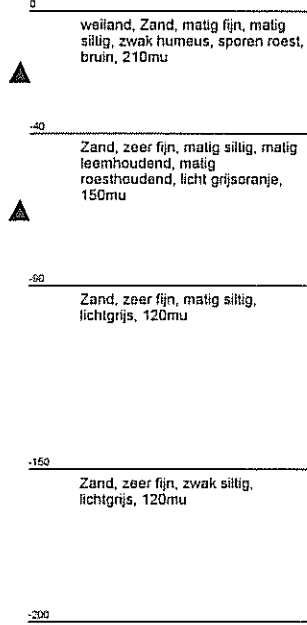 0
weiland, Zand, matig fijn, matig
siltig, zwak humeus, sporen roest,
bruin, 210mu
-40
Zand, zeer fijn, matig siltig, matig
leemhoudend, matig
roesthoudend, licht grijsoranje,
150mu
-90
Zand, zeer fijn, matig siltig,
lichtgrijs, 120mu
-150
Zand, zeer fijn, zwak siltig,
lichtgrijs, 120mu
-200